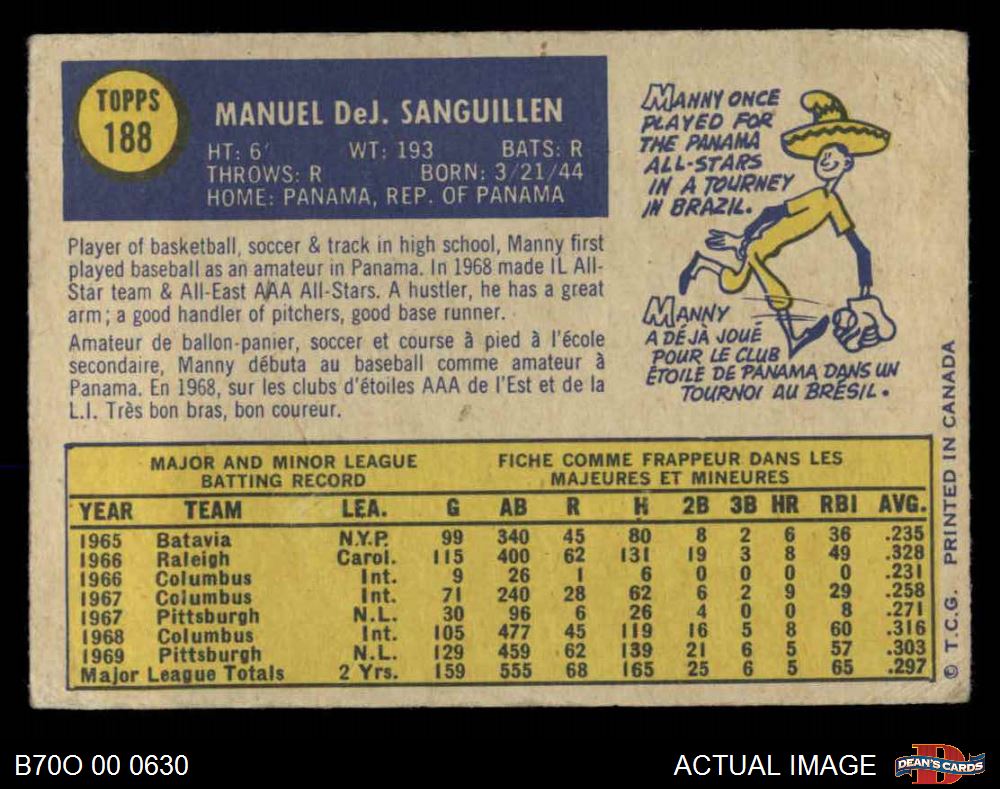 TOPPS
188
MANUEL DeJ. SANGUILLEN
HT: 6' WT: 193 BATS: R
THROWS: R BORN: 3/21/44
HOME: PANAMA, REP. OF PANAMA
MANNY ONCE
PLAYED FOR
THE PANAMA
ALL-STARS
IN A TOURNEY
IN BRAZIL.
Player of basketball, soccer & track in high school, Manny first
played baseball as an amateur in Panama. In 1968 made IL All-
Star team & All-East AAA All-Stars. A hustler, he has a great
arm; a good handler of pitchers, good base runner.
Amateur de ballon-panier, soccer et course à pied à l'école
secondaire, Manny débuta au baseball comme amateur à
Panama. En 1968, sur les clubs d'étoiles AAA de l'Est et de la
L.I. Très bon bras, bon coureur.
MANNY
A DÉJÀ JOUÉ
POUR LE CLUB
ÉTOILE DE PANAMA DANS UN
TOURNOI AU BRÉSIL.
MAJOR AND MINOR LEAGUE
BATTING RECORD
FICHE COMME FRAPPEUR DANS LES
MAJEURES ET MINEURES
YEAR TEAM LEA. G AB R H 2B 3B HR RBI AVG.
1965 Batavia N.Y.P. 99 340 45 80 8 2 6 36 .235
1966 Raleigh Carol. 115 400 62 131 19 3 8 49 .328
1966 Columbus Int. 9 26 1 6 0 0 0 0 .231
1967 Columbus Int. 71 240 28 62 6 2 9 29 .258
1967 Pittsburgh N.L. 30 96 6 26 4 0 0 8 .271
1968 Columbus Int. 105 477 45 119 16 5 8 60 .316
1969 Pittsburgh N.L. 129 459 62 139 21 6 5 57 .303
Major League Totals 2 Yrs. 159 555 68 165 25 6 5 65 .297
© T.C.G. PRINTED IN CANADA
B70O 00 0630
ACTUAL IMAGE
DEAN'S CARDS